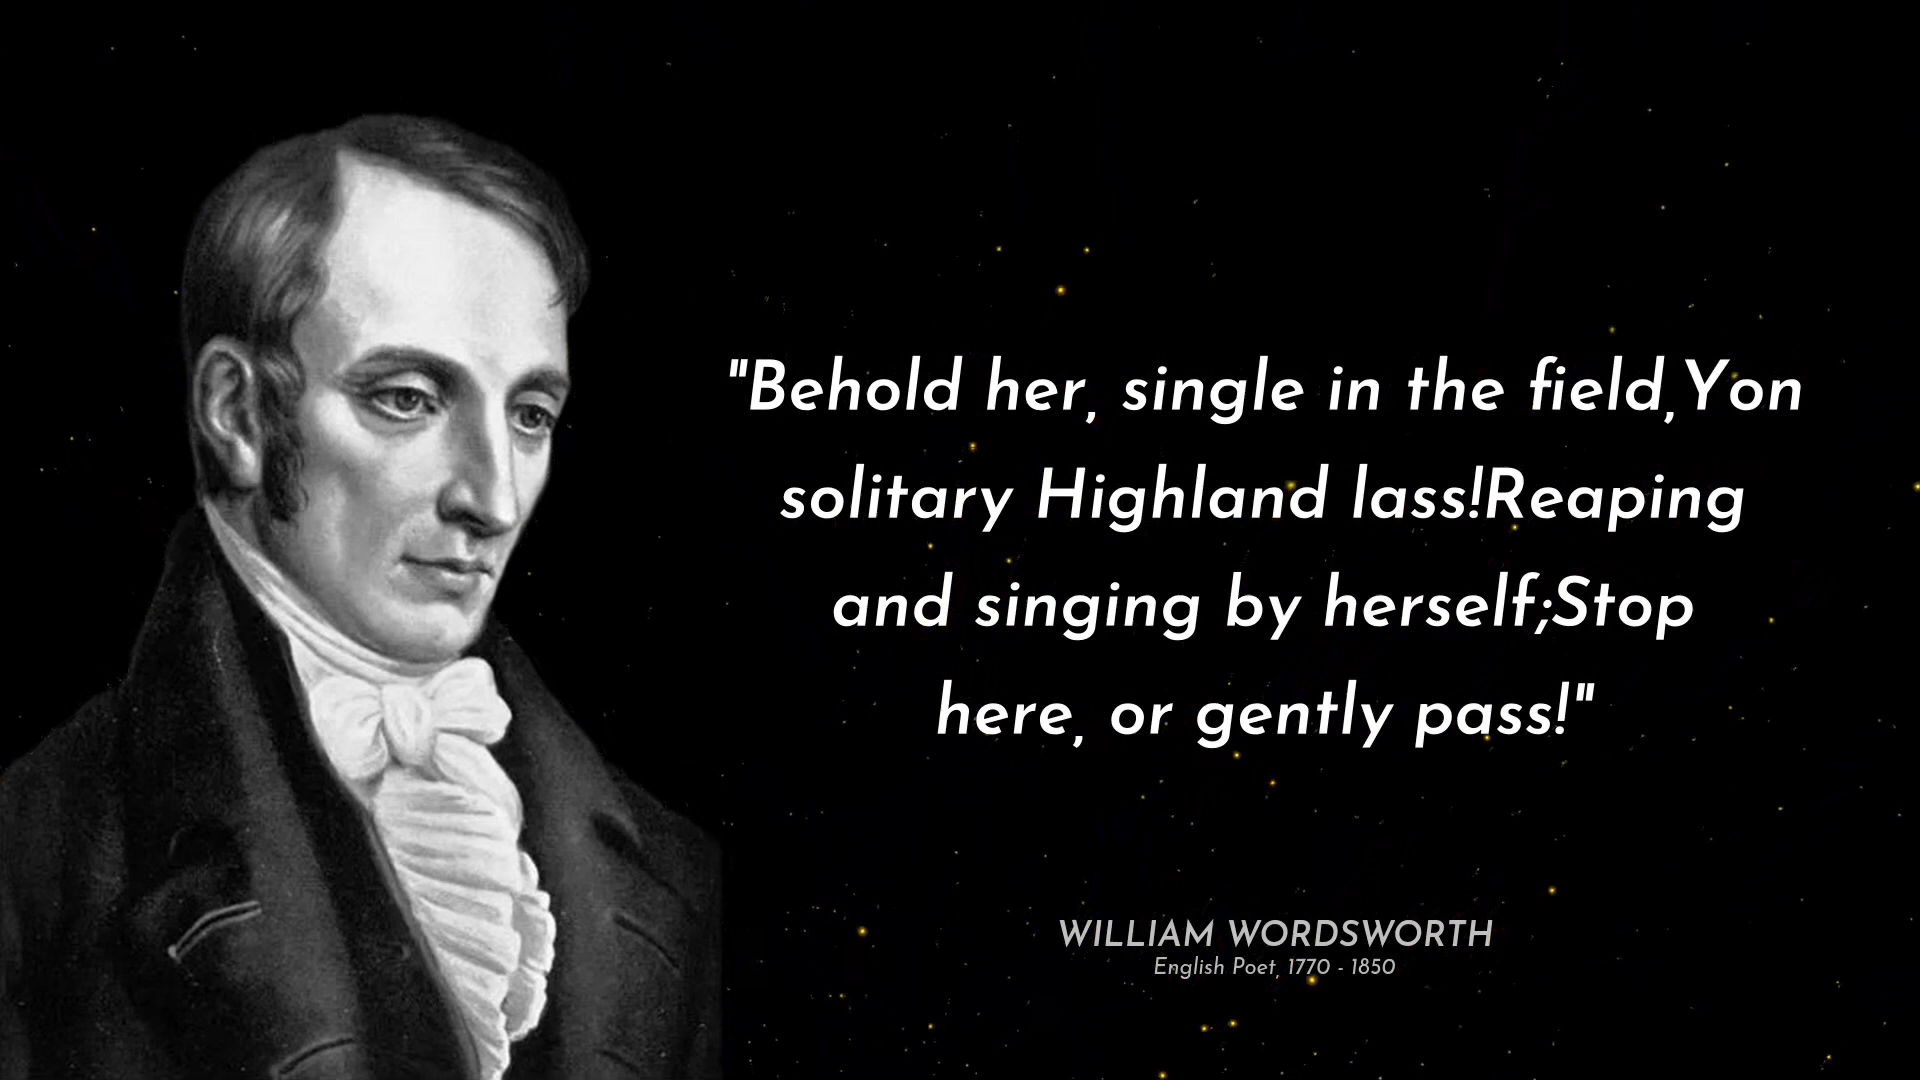 "Behold her, single in the field,Yon
solitary Highland lass!Reaping
and singing by herself;Stop
here, or gently pass!"
WILLIAM WORDSWORTH
English Poet, 1770 - 1850